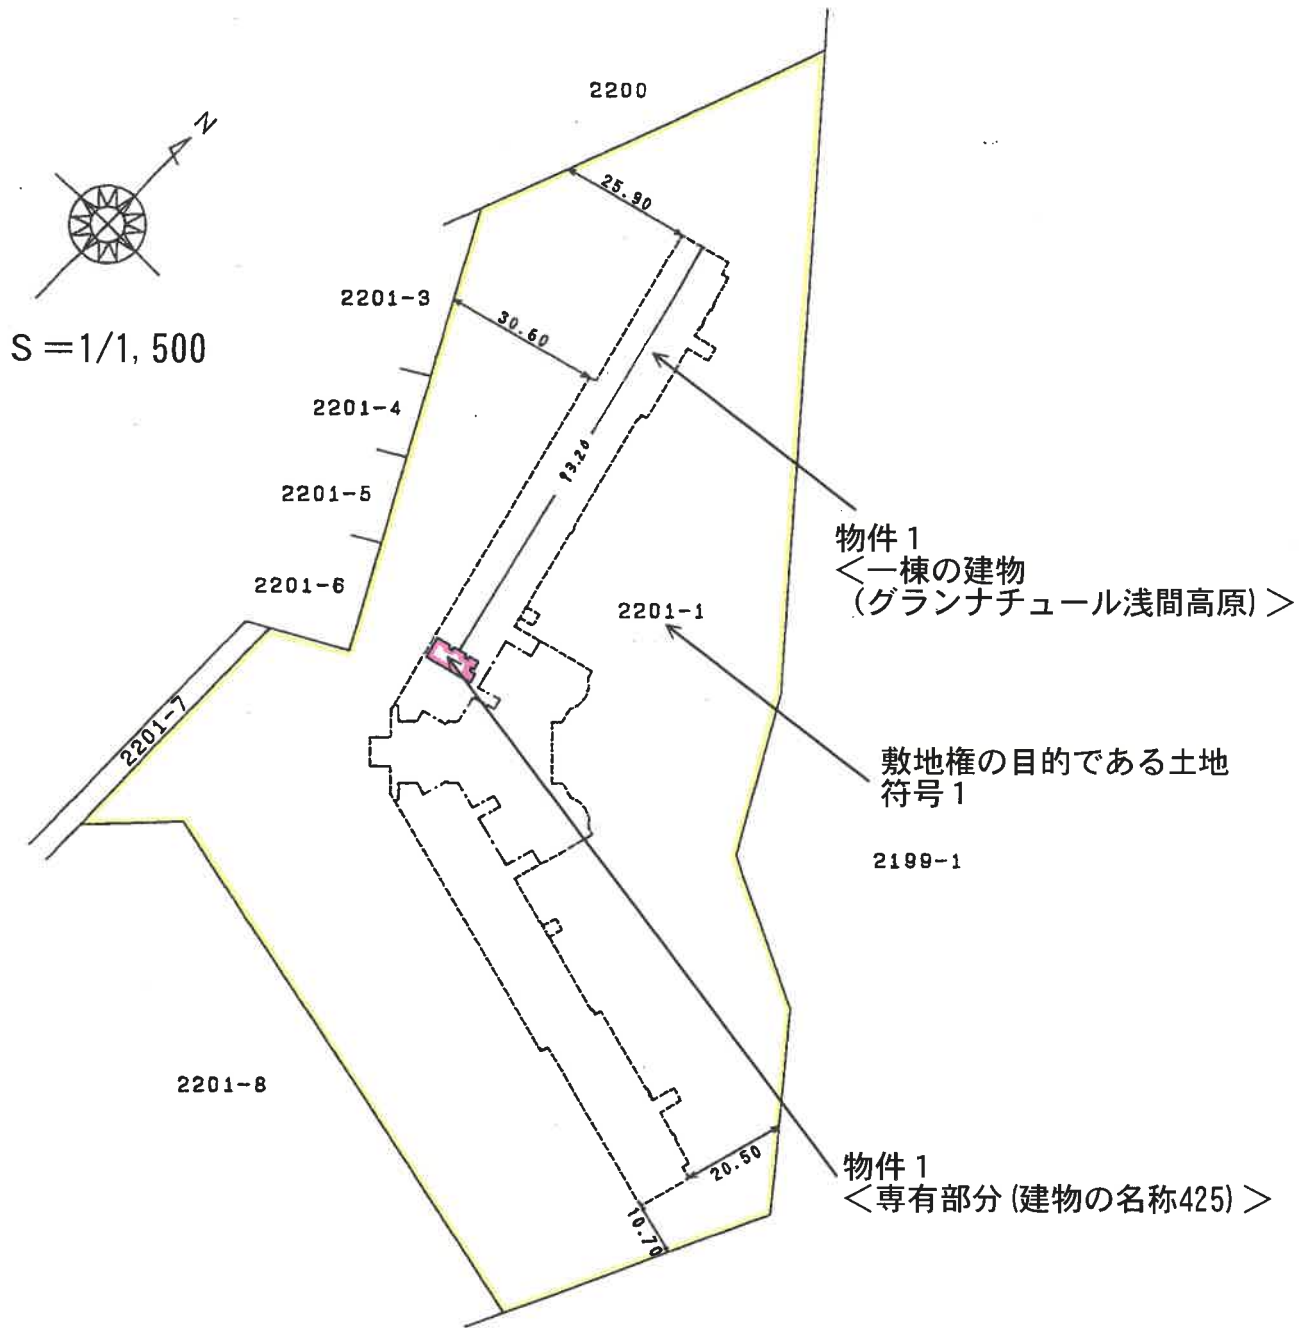 2200
N
25.90
2201-3
30.60
S=1/1,500
2201-4
93.20
2201-5
物件1
<一棟の建物
(グランナチュール浅間高原)>
2201-6
2201-1
2201-7
敷地権の目的である土地
符号1
2199-1
2201-8
20.50
物件1
<専有部分(建物の名称425)>
10.70